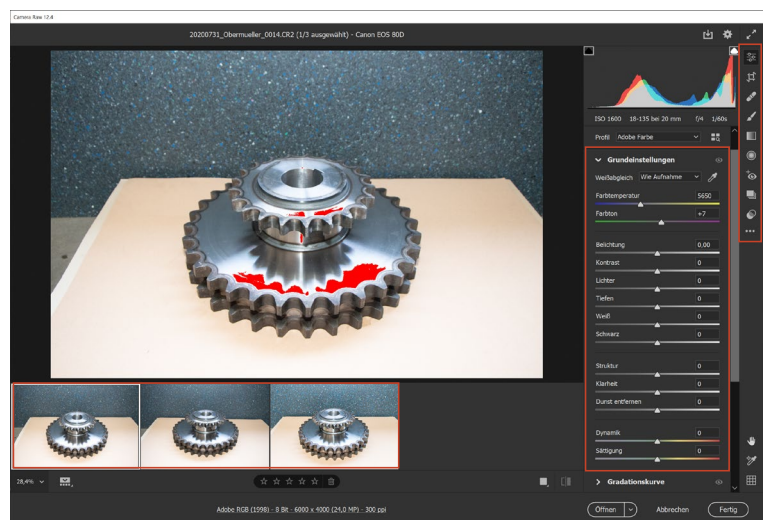 Camera Raw 12.4
20200731_Obermueller_0014.CR2 (1/3 ausgewählt) - Canon EOS 80D
ISO 1600 18-135 bei 20 mm f/4 1/60s
Profil Adobe Farbe
Grundeinstellungen
Weißabgleich Wie Aufnahme
Farbtemperatur 5650
Farbton +7
Belichtung 0,00
Kontrast 0
Lichter 0
Tiefen 0
Weiß 0
Schwarz 0
Struktur 0
Klarheit 0
Dunst entfernen 0
Dynamik 0
Sättigung 0
Gradationskurve
28,4%
Adobe RGB (1998) - 8 Bit - 6000 x 4000 (24,0 MP) - 300 ppi
Öffnen Abbrechen Fertig